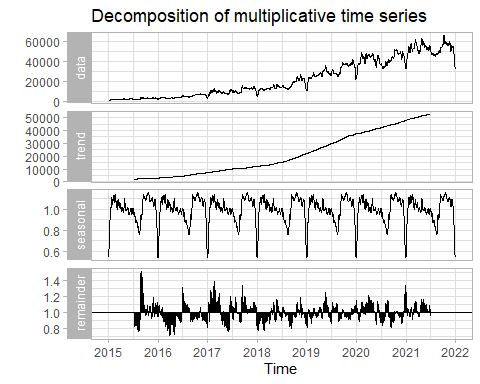 Decomposition of multiplicative time series
data
60000
40000
20000
0
trend
50000
40000
30000
20000
10000
0
seasonal
1.0
0.8
0.6
remainder
1.4
1.2
1.0
0.8
2015 2016 2017 2018 2019 2020 2021 2022
Time